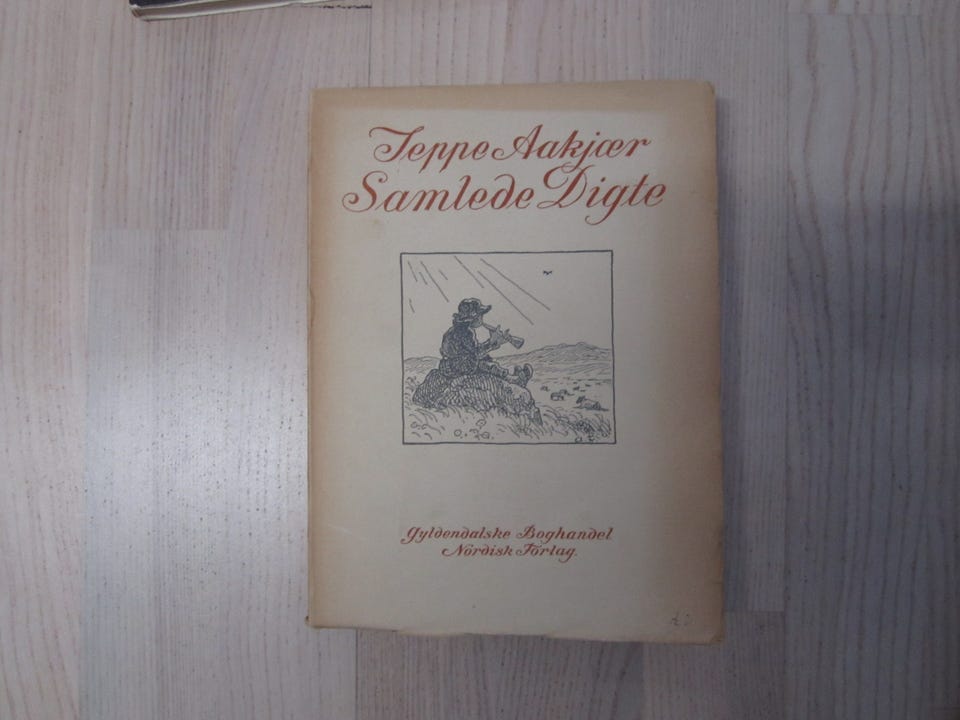 Jeppe Aakjær
Samlede Digte
Gyldendalske Boghandel
Nordisk Forlag.